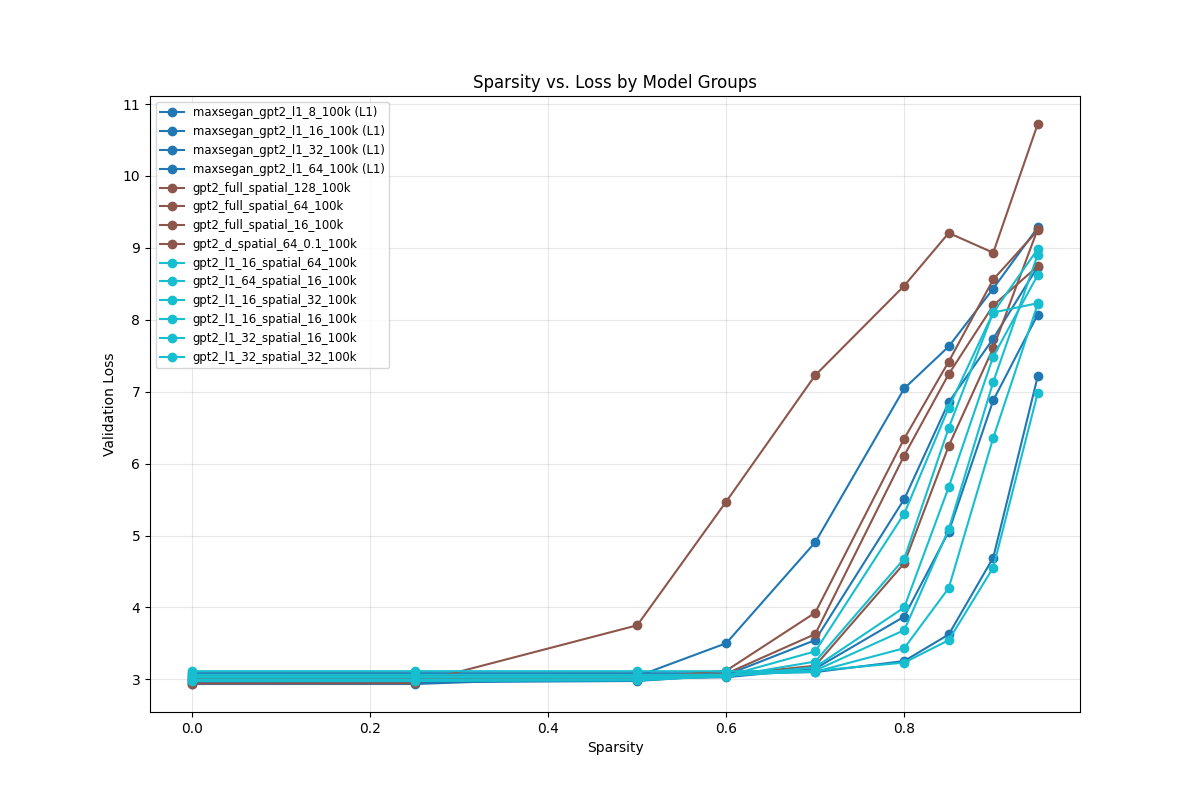 Sparsity vs. Loss by Model Groups
maxsegan_gpt2_l1_8_100k (L1)
maxsegan_gpt2_l1_16_100k (L1)
maxsegan_gpt2_l1_32_100k (L1)
maxsegan_gpt2_l1_64_100k (L1)
gpt2_full_spatial_128_100k
gpt2_full_spatial_64_100k
gpt2_full_spatial_16_100k
gpt2_d_spatial_64_0.1_100k
gpt2_l1_16_spatial_64_100k
gpt2_l1_64_spatial_16_100k
gpt2_l1_16_spatial_32_100k
gpt2_l1_16_spatial_16_100k
gpt2_l1_32_spatial_16_100k
gpt2_l1_32_spatial_32_100k
Validation Loss
11
10
9
8
7
6
5
4
3
0.0 0.2 0.4 0.6 0.8
Sparsity